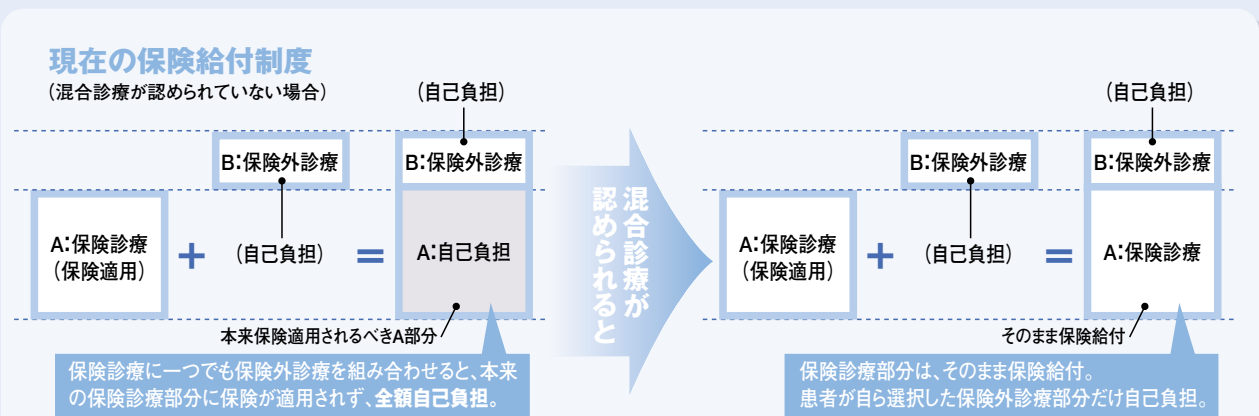 現在の保険給付制度
（混合診療が認められていない場合）
（自己負担）
B：保険外診療
B：保険外診療
A：保険診療
（保険適用）
＋
（自己負担）
＝
A：自己負担
本来保険適用されるべきA部分
保険診療に一つでも保険外診療を組み合わせると、本来
の保険診療部分に保険が適用されず、全額自己負担。
混合診療が
認められると
（自己負担）
B：保険外診療
B：保険外診療
A：保険診療
（保険適用）
＋
（自己負担）
＝
A：保険診療
そのまま保険給付
保険診療部分は、そのまま保険給付。
患者が自ら選択した保険外診療部分だけ自己負担。